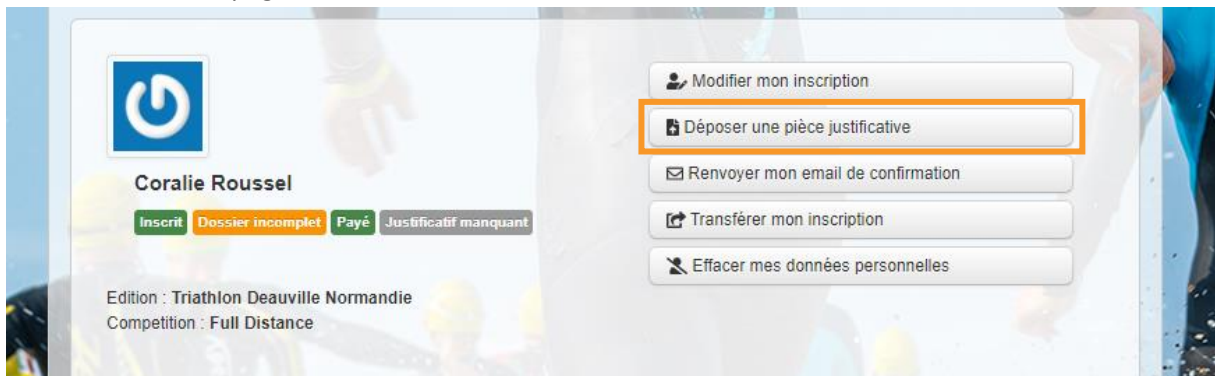 Modifier mon inscription
Déposer une pièce justificative
Coralie Roussel
Renvoyer mon email de confirmation
Inscrit Dossier incomplet Payé Justificatif manquant
Transférer mon inscription
Effacer mes données personnelles
Edition : Triathlon Deauville Normandie
Competition : Full Distance